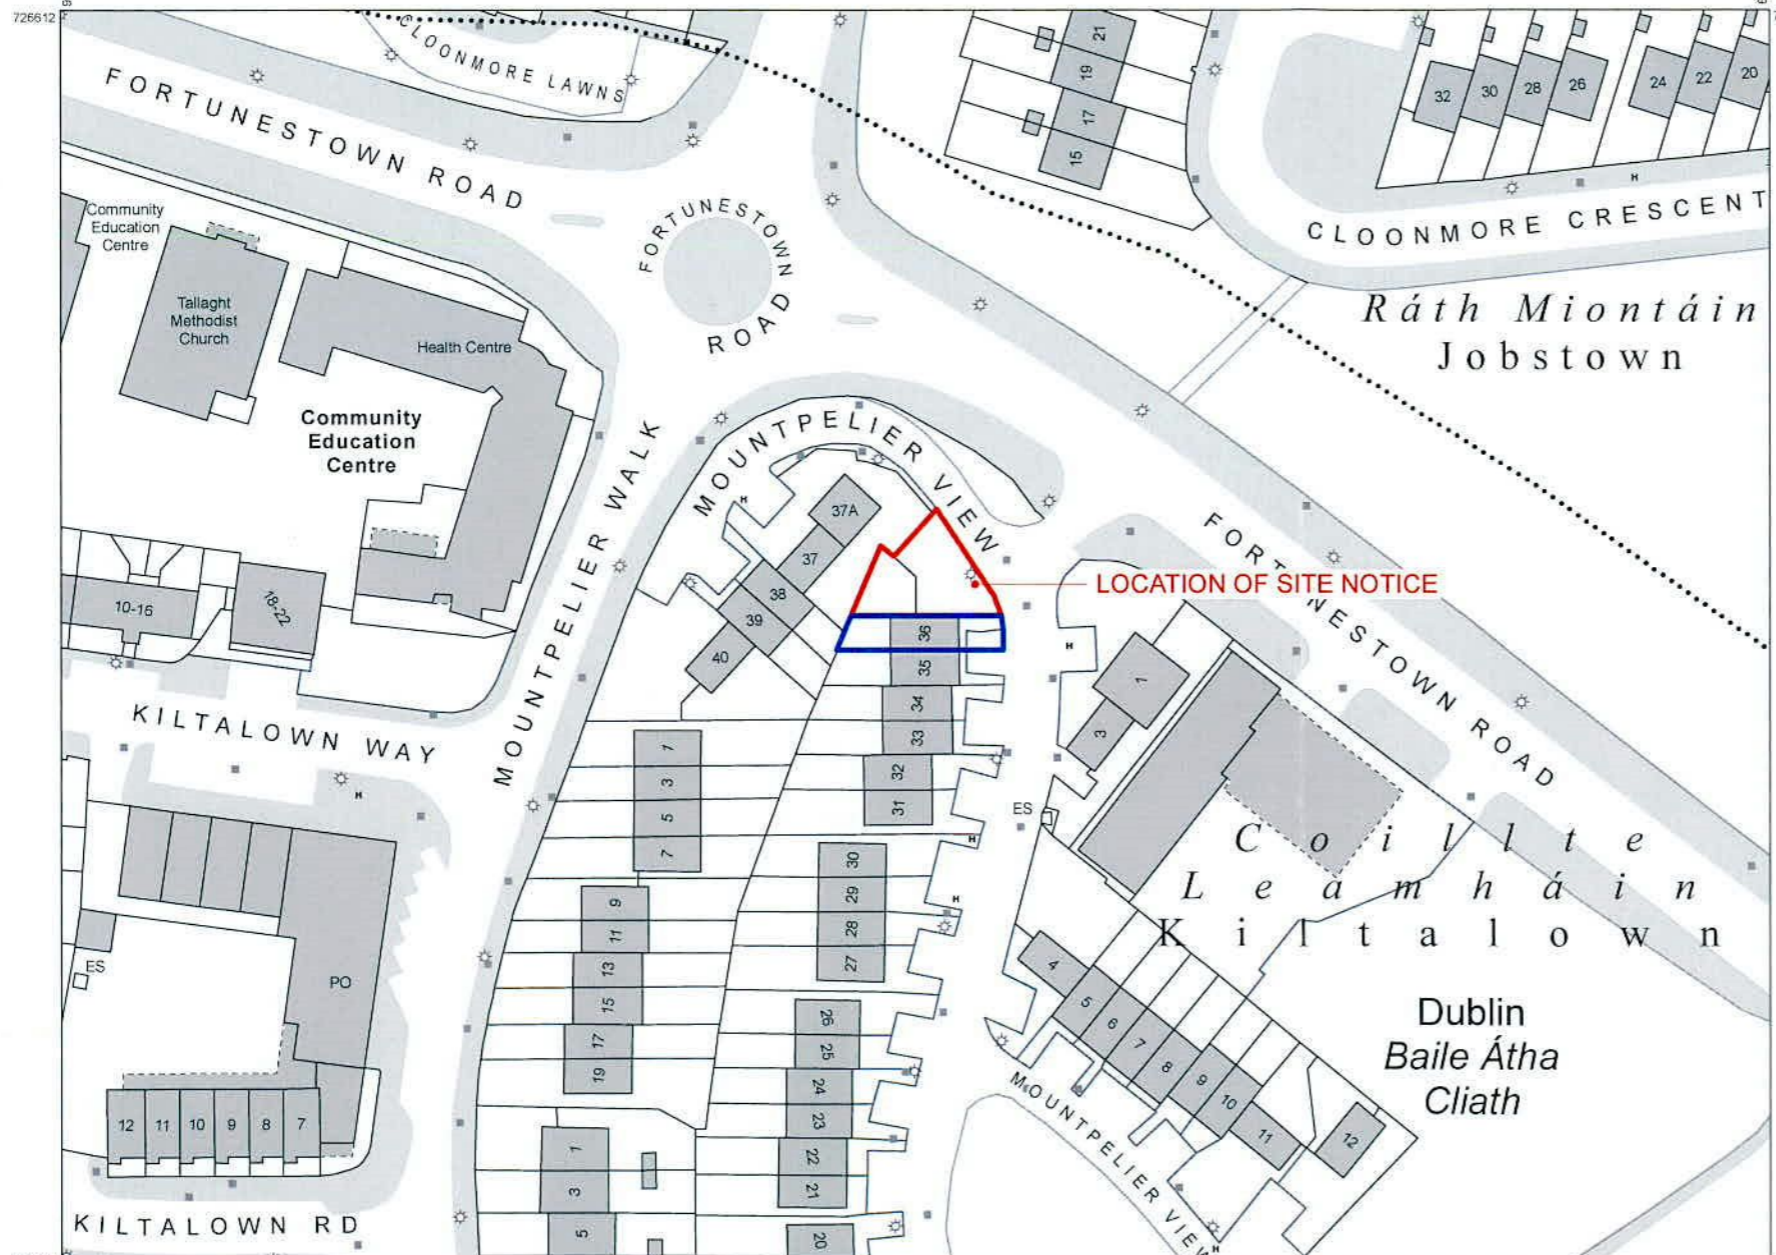 726612
CLOONMORE LAWNS
21
19
17
15
32
30
28
26
24
22
20
FORTUNESTOWN ROAD
Community
Education
Centre
Tallaght
Methodist
Church
Health Centre
FORTUNESTOWN
ROAD
CLOONMORE CRESCENT
H
Ráth Miontáin
Jobstown
Community
Education
Centre
MOUNTPELIER WALK
MOUNTPELIER VIEW
H
37A
37
38
39
40
36
35
34
33
32
31
LOCATION OF SITE NOTICE
FORTUNESTOWN ROAD
10-16
18-22
H
1
3
KILTALOWN WAY
H
1
3
5
7
ES
H
Coillte
Leamháin
Kiltalown
30
29
28
27
H
9
11
13
15
17
19
ES
PO
26
25
24
23
22
21
20
4
5
6
7
8
9
10
11
12
Dublin
Baile Átha
Cliath
MOUNTPELIER VIEW
H
12
11
10
9
8
7
1
3
5
KILTALOWN RD